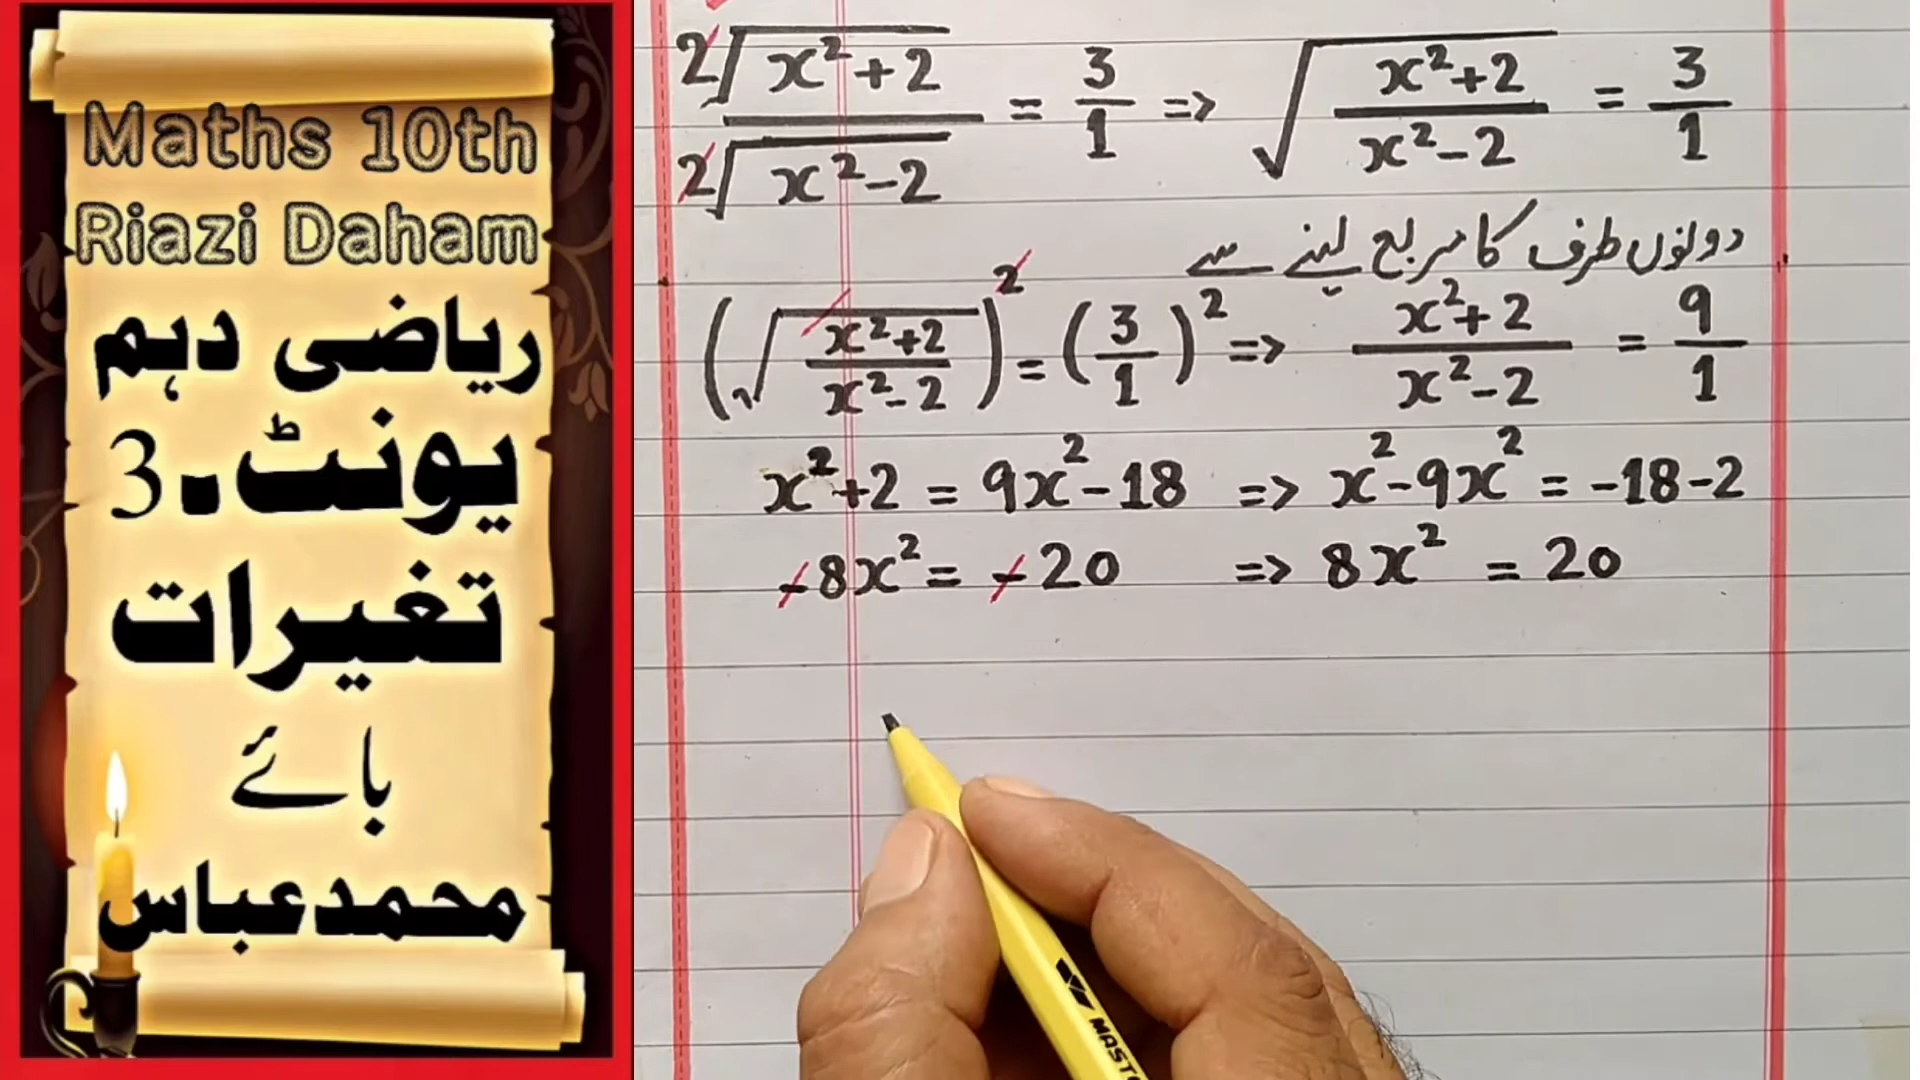 Maths 10th
Riazi Daham
ریاضی دہم
یونٹ.3
تغیرات
بائے
محمدعباس
2√(x²+2) / 2√(x²-2) = 3/1 => √((x²+2)/(x²-2)) = 3/1
دونوں طرف کا مربع لینے سے
(√((x²+2)/(x²-2)))² = (3/1)² => (x²+2)/(x²-2) = 9/1
x²+2 = 9x²-18 => x²-9x² = -18-2
-8x² = -20 => 8x² = 20